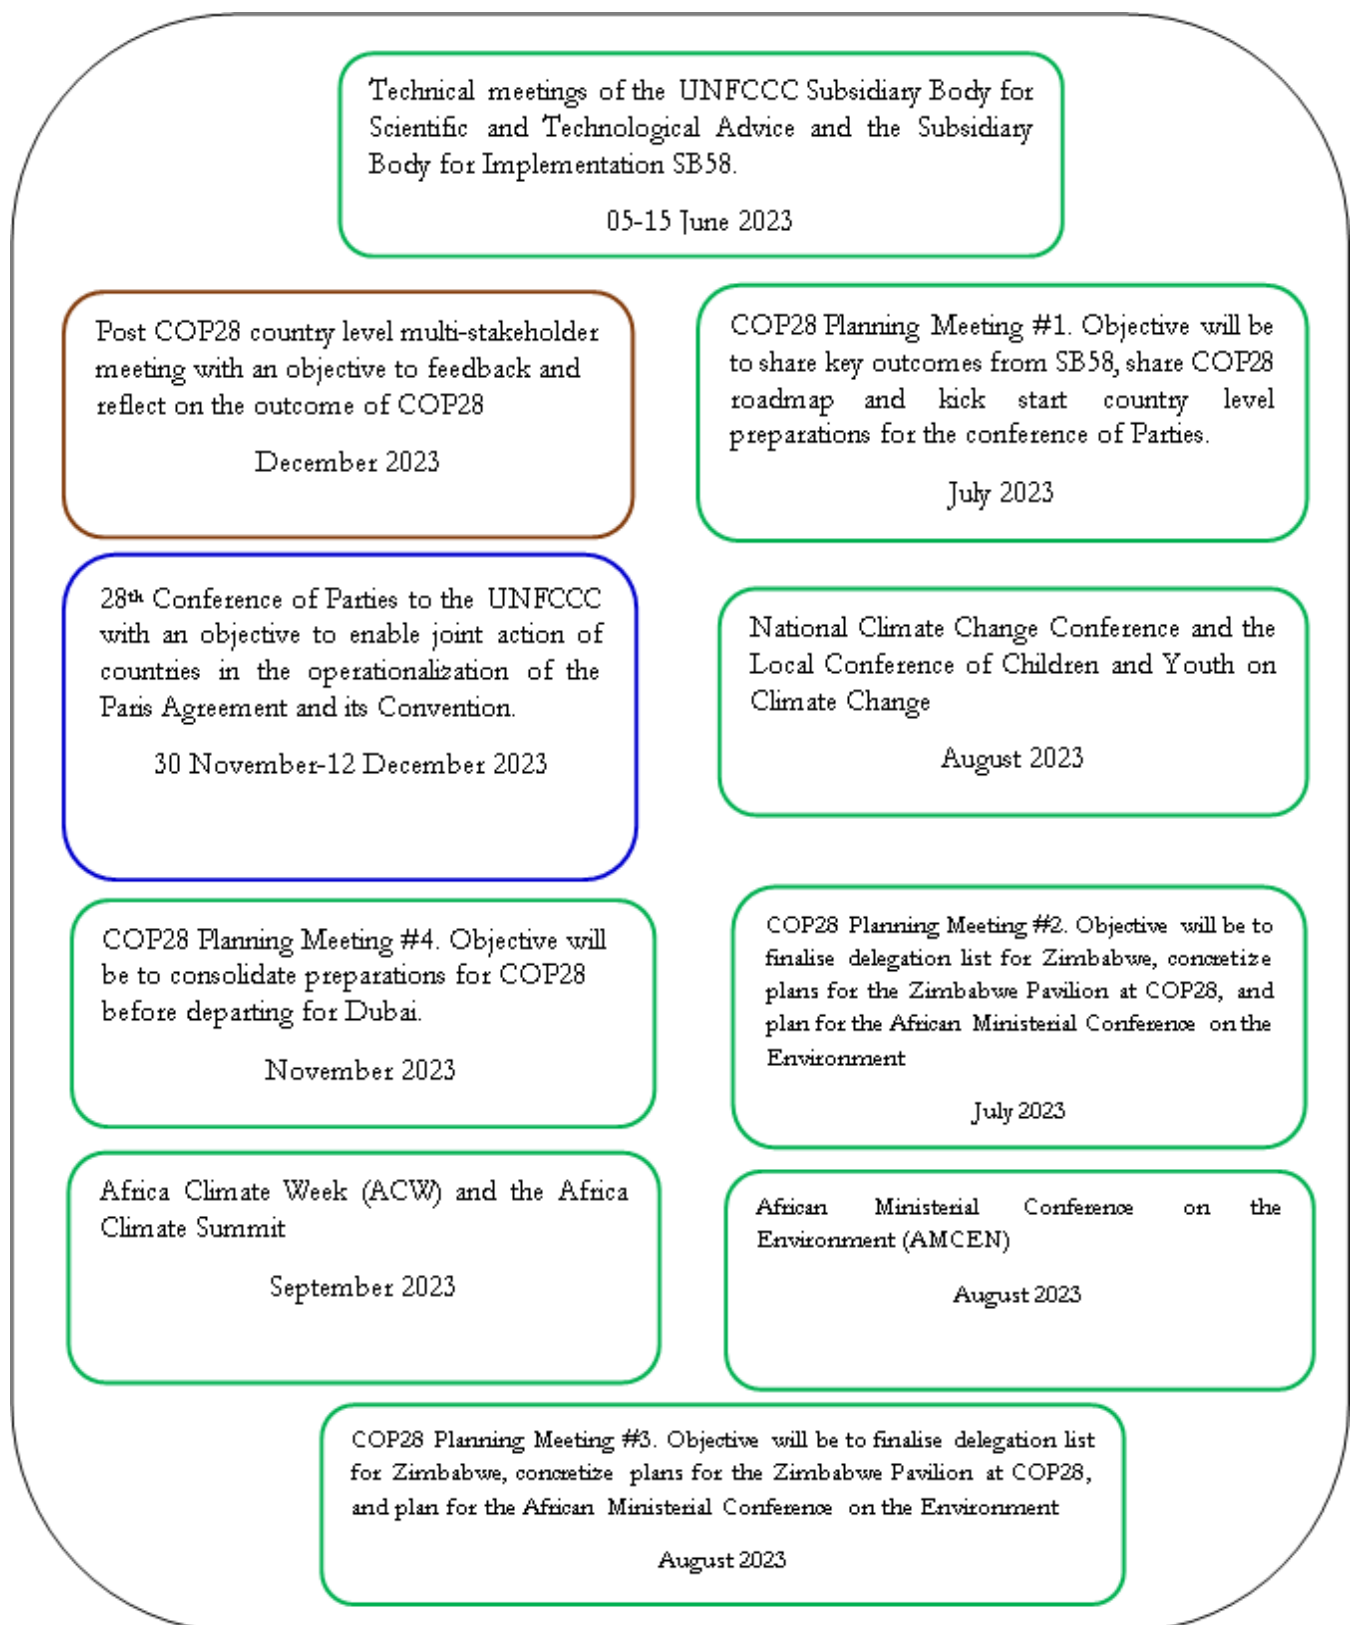 Technical meetings of the UNFCCC Subsidiary Body for
Scientific and Technological Advice and the Subsidiary
Body for Implementation SB58.
05-15 June 2023
Post COP28 country level multi-stakeholder
meeting with an objective to feedback and
reflect on the outcome of COP28
December 2023
COP28 Planning Meeting #1. Objective will be
to share key outcomes from SB58, share COP28
roadmap and kick start country level
preparations for the conference of Parties.
July 2023
28th Conference of Parties to the UNFCCC
with an objective to enable joint action of
countries in the operationalization of the
Paris Agreement and its Convention.
30 November-12 December 2023
National Climate Change Conference and the
Local Conference of Children and Youth on
Climate Change
August 2023
COP28 Planning Meeting #4. Objective will
be to consolidate preparations for COP28
before departing for Dubai.
November 2023
COP28 Planning Meeting #2. Objective will be to
finalise delegation list for Zimbabwe, concretize
plans for the Zimbabwe Pavilion at COP28, and
plan for the African Ministerial Conference on the
Environment
July 2023
Africa Climate Week (ACW) and the Africa
Climate Summit
September 2023
African Ministerial Conference on the
Environment (AMCEN)
August 2023
COP28 Planning Meeting #3. Objective will be to finalise delegation list
for Zimbabwe, concretize plans for the Zimbabwe Pavilion at COP28,
and plan for the African Ministerial Conference on the Environment
August 2023